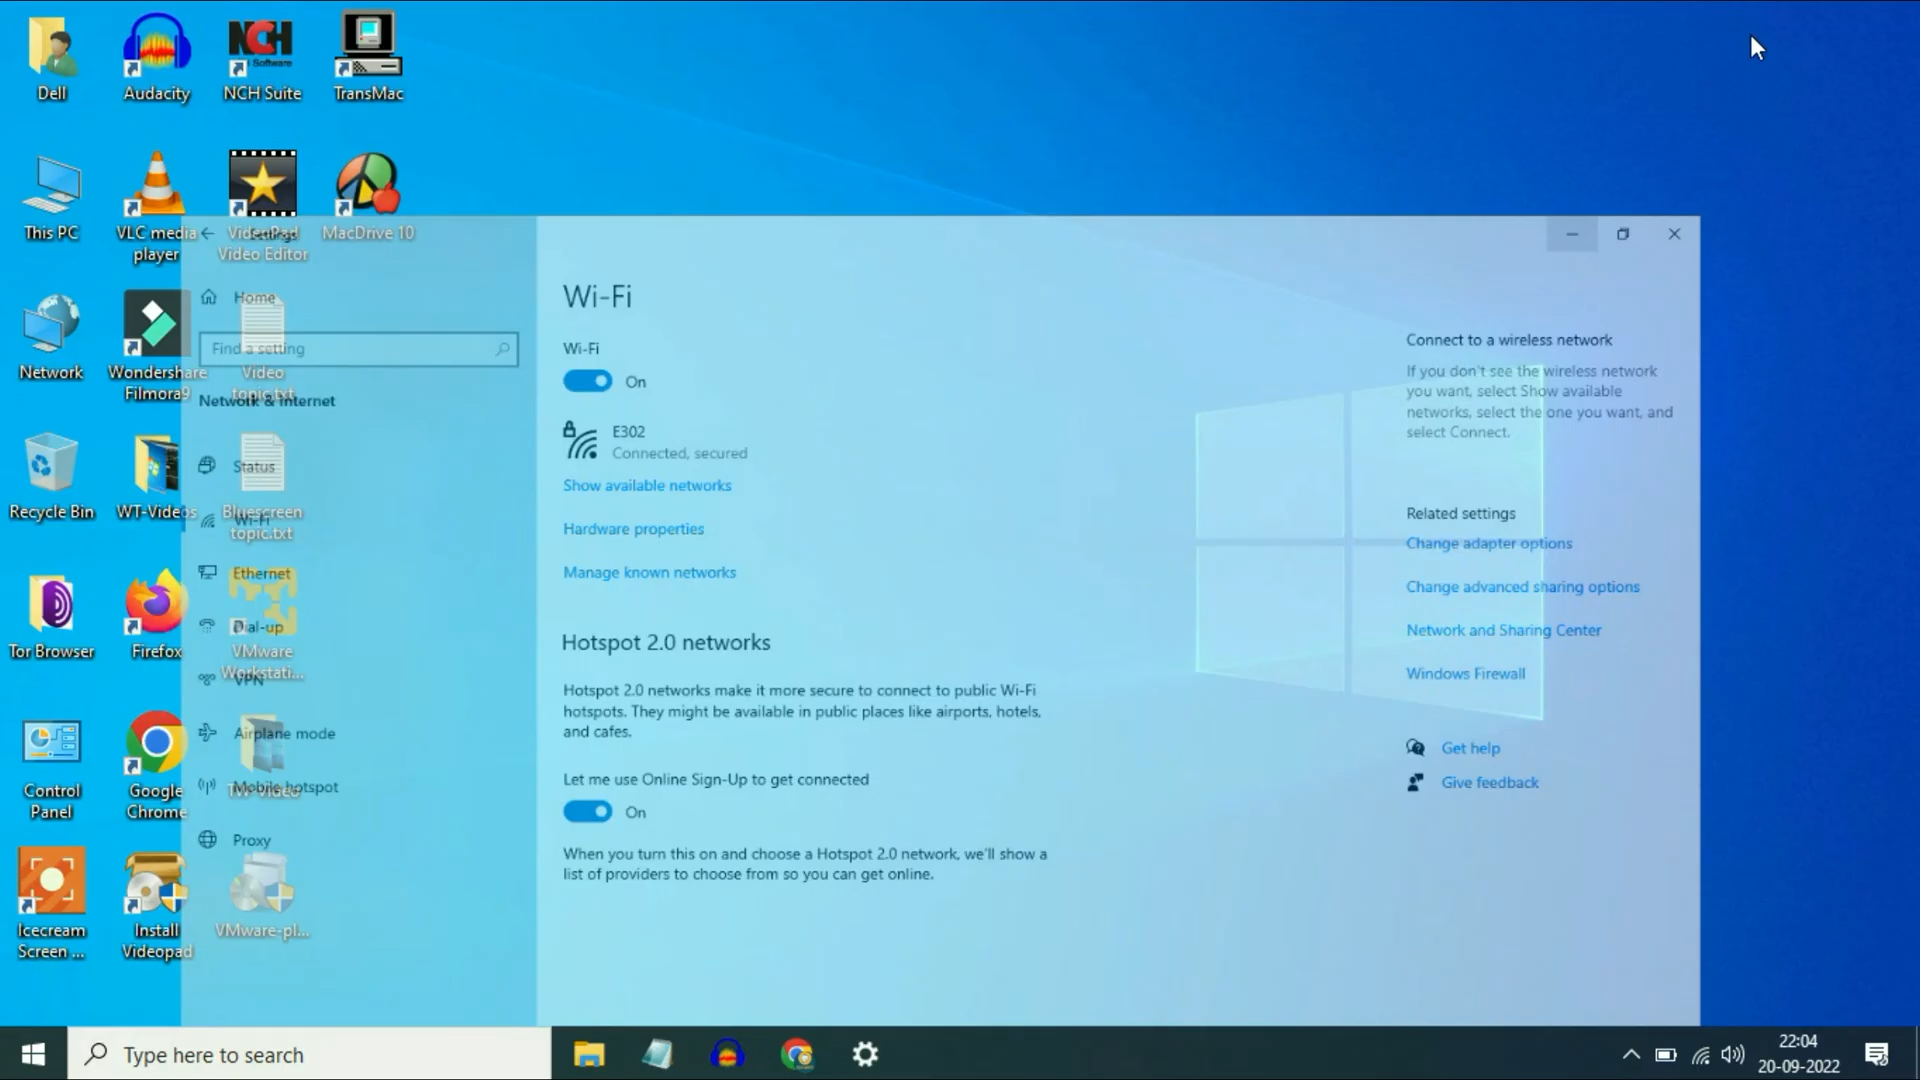 Dell
Audacity
NCH
Software
NCH Suite
TransMac
This PC
VLC media
player
VideoPad
Video Editor
MacDrive 10
Network
Wondershare
Filmora9
Video
topic.txt
Recycle Bin
WT-Videos
Bluescreen
topic.txt
Tor Browser
Firefox
VMware
Workstati...
Control
Panel
Google
Chrome
Icecream
Screen ...
Install
Videopad
VMware-pl...
Settings
Home
Find a setting
Network & Internet
Status
Wi-Fi
Ethernet
Dial-up
VPN
Airplane mode
Mobile hotspot
Proxy
Wi-Fi
Wi-Fi
On
E302
Connected, secured
Show available networks
Hardware properties
Manage known networks
Hotspot 2.0 networks
Hotspot 2.0 networks make it more secure to connect to public Wi-Fi
hotspots. They might be available in public places like airports, hotels,
and cafes.
Let me use Online Sign-Up to get connected
On
When you turn this on and choose a Hotspot 2.0 network, we'll show a
list of providers to choose from so you can get online.
Connect to a wireless network
If you don't see the wireless network
you want, select Show available
networks, select the one you want, and
select Connect.
Related settings
Change adapter options
Change advanced sharing options
Network and Sharing Center
Windows Firewall
Get help
Give feedback
Type here to search
22:04
20-09-2022